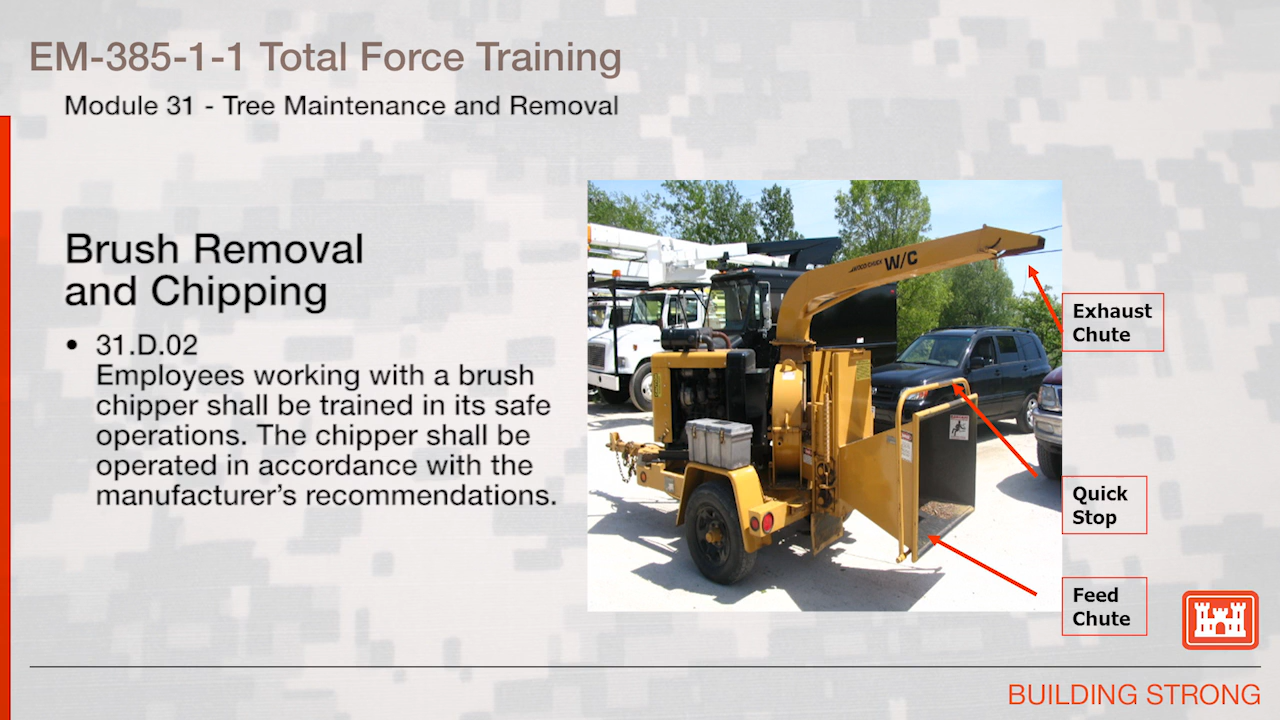 EM-385-1-1 Total Force Training
Module 31 - Tree Maintenance and Removal
Brush Removal
and Chipping
• 31.D.02
Employees working with a brush
chipper shall be trained in its safe
operations. The chipper shall be
operated in accordance with the
manufacturer's recommendations.
W/C
Exhaust
Chute
Quick
Stop
Feed
Chute
BUILDING STRONG